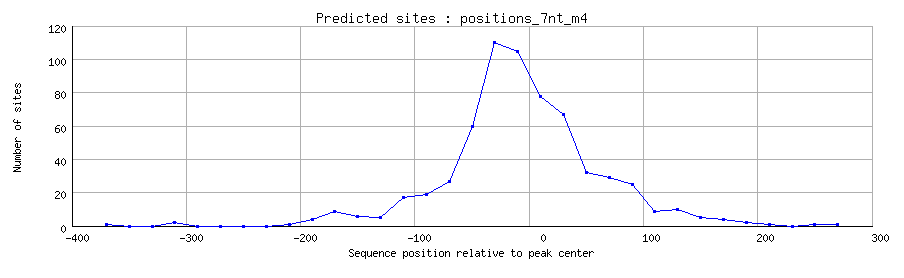 Predicted sites : positions_7nt_m4
120
100
80
60
40
20
0
Number of sites
-400 -300 -200 -100 0 100 200 300
Sequence position relative to peak center